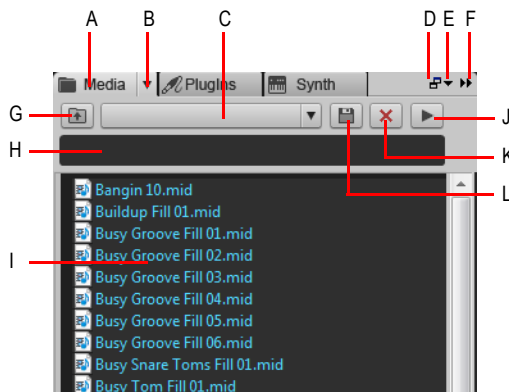 A B C D E F
Media PlugIns Synth
G J
H K
L
Bangin 10.mid
Buildup Fill 01.mid
Busy Groove Fill 01.mid
I Busy Groove Fill 02.mid
Busy Groove Fill 03.mid
Busy Groove Fill 04.mid
Busy Groove Fill 05.mid
Busy Groove Fill 06.mid
Busy Snare Toms Fill 01.mid
Busy Tom Fill 01.mid